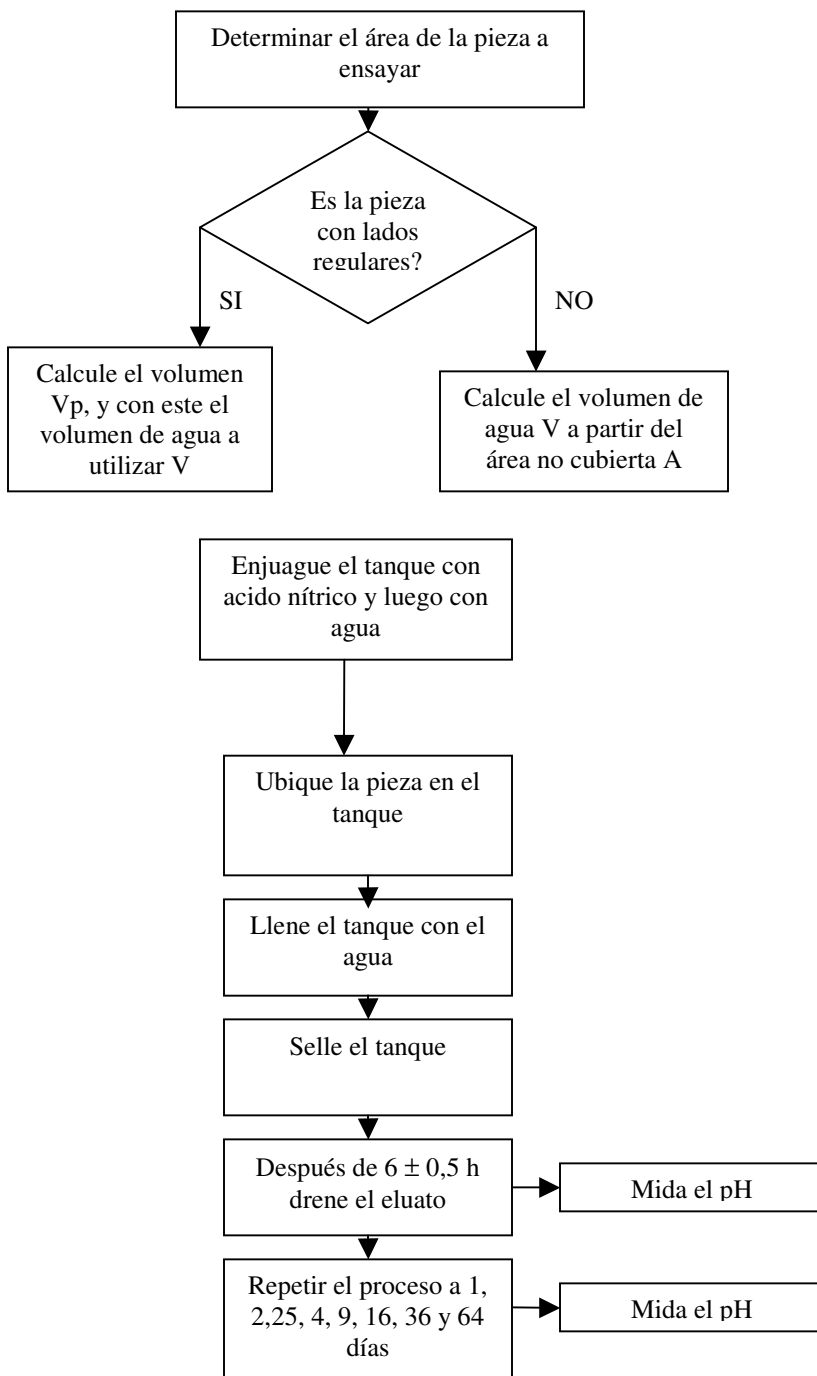 Determinar el área de la pieza a
ensayar
Es la pieza
con lados
regulares?
SI
NO
Calcule el volumen
Vp, y con este el
volumen de agua a
utilizar V
Calcule el volumen de
agua V a partir del
área no cubierta A
Enjuague el tanque con
acido nítrico y luego con
agua
Ubique la pieza en el
tanque
Llene el tanque con el
agua
Selle el tanque
Después de 6 ± 0,5 h
drene el eluato
Mida el pH
Repetir el proceso a 1,
2,25, 4, 9, 16, 36 y 64
días
Mida el pH